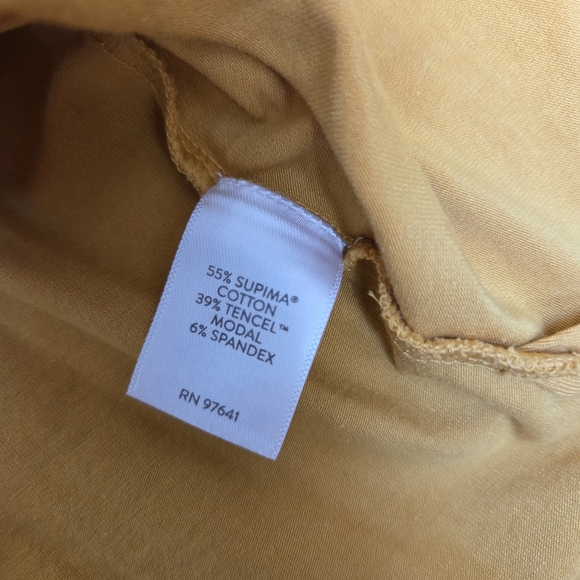 55% SUPIMA®
COTTON
39% TENCEL™
MODAL
6% SPANDEX
RN 97641